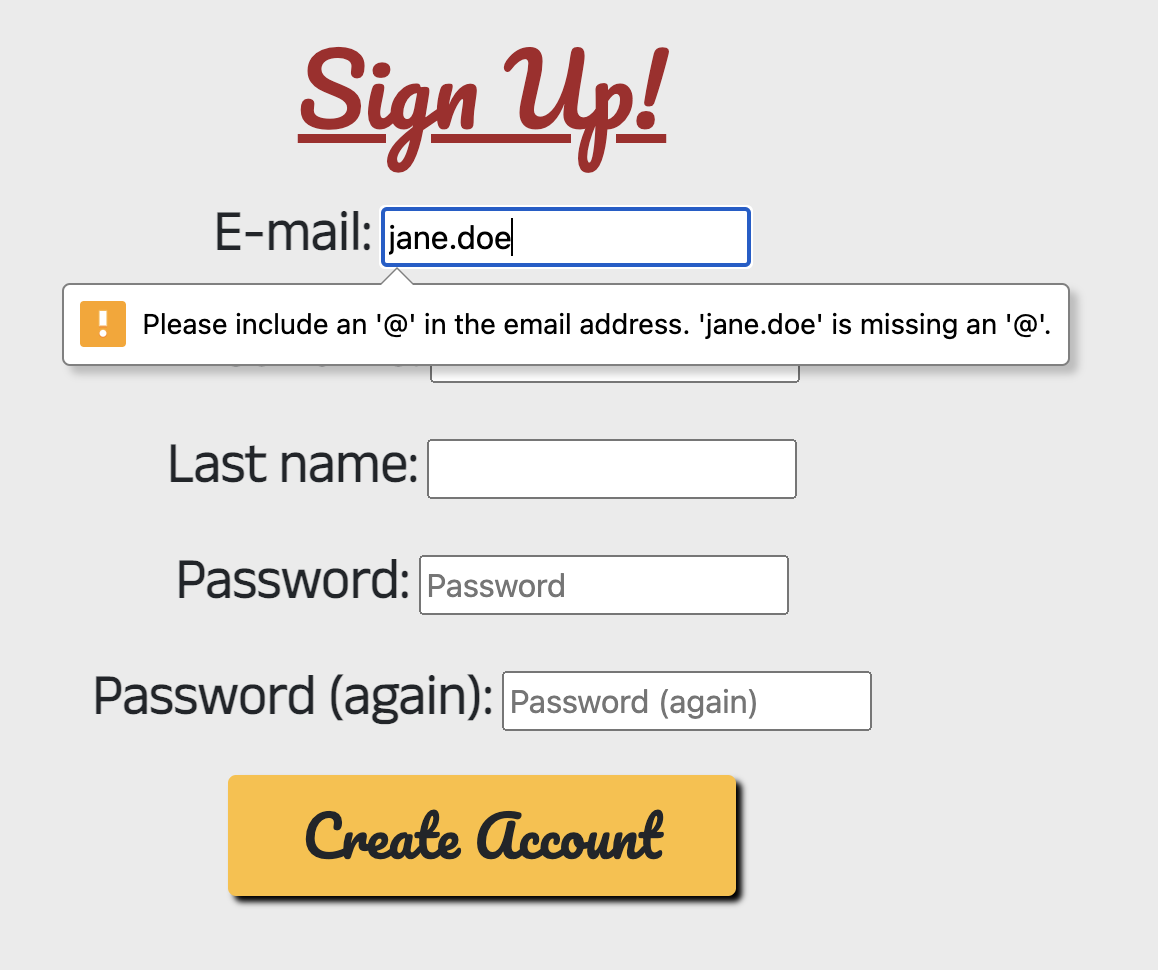 Sign Up!
E-mail: jane.doe
Please include an '@' in the email address. 'jane.doe' is missing an '@'.
Last name:
Password: Password
Password (again): Password (again)
Create Account